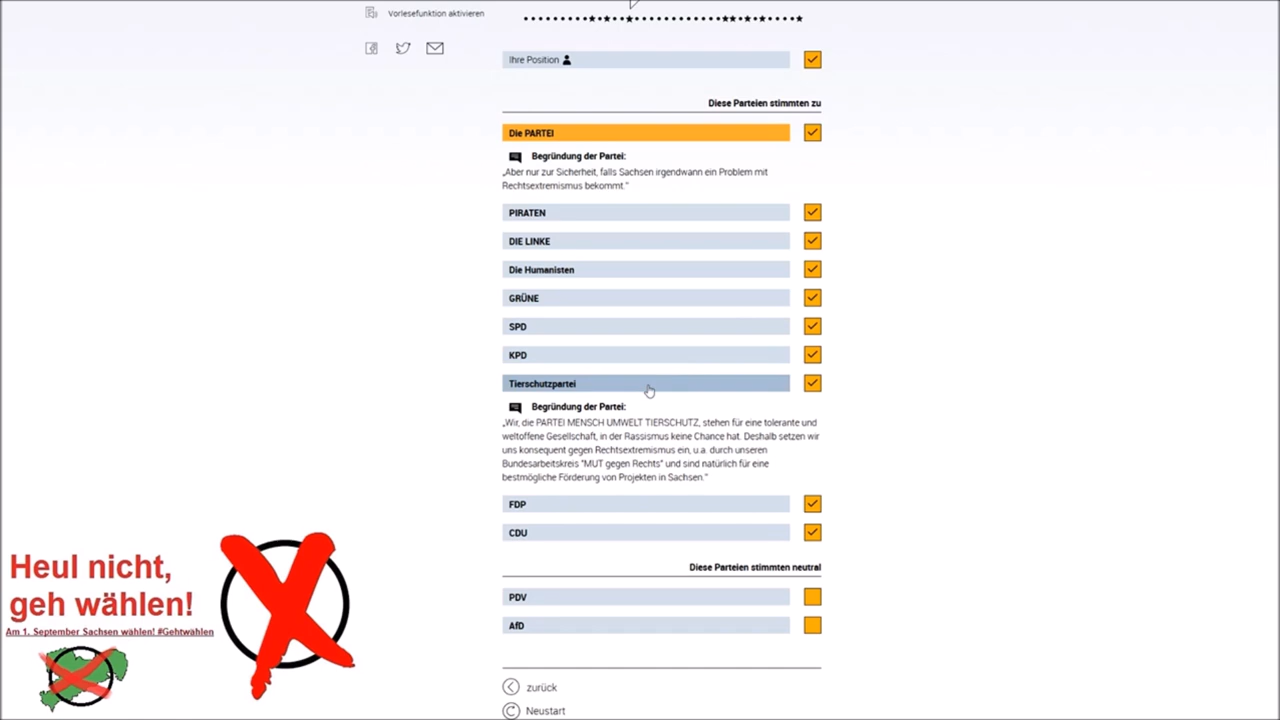 Vorlesefunktion aktivieren
Ihre Position
Diese Parteien stimmten zu
Die PARTEI
Begründung der Partei:
„Aber nur zur Sicherheit, falls Sachsen irgendwann ein Problem mit
Rechtsextremismus bekommt."
PIRATEN
DIE LINKE
Die Humanisten
GRÜNE
SPD
KPD
Tierschutzpartei
Begründung der Partei:
„Wir, die PARTEI MENSCH UMWELT TIERSCHUTZ, stehen für eine tolerante und
weltoffene Gesellschaft, in der Rassismus keine Chance hat. Deshalb setzen wir
uns konsequent gegen Rechtsextremismus ein, u.a. durch unseren
Bundesarbeitskreis "MUT gegen Rechts" und sind natürlich für eine
bestmögliche Förderung von Projekten in Sachsen."
FDP
CDU
Diese Parteien stimmten neutral
PDV
AfD
zurück
Neustart
Heul nicht,
geh wählen!
Am 1. September Sachsen wählen! #Gehtwählen